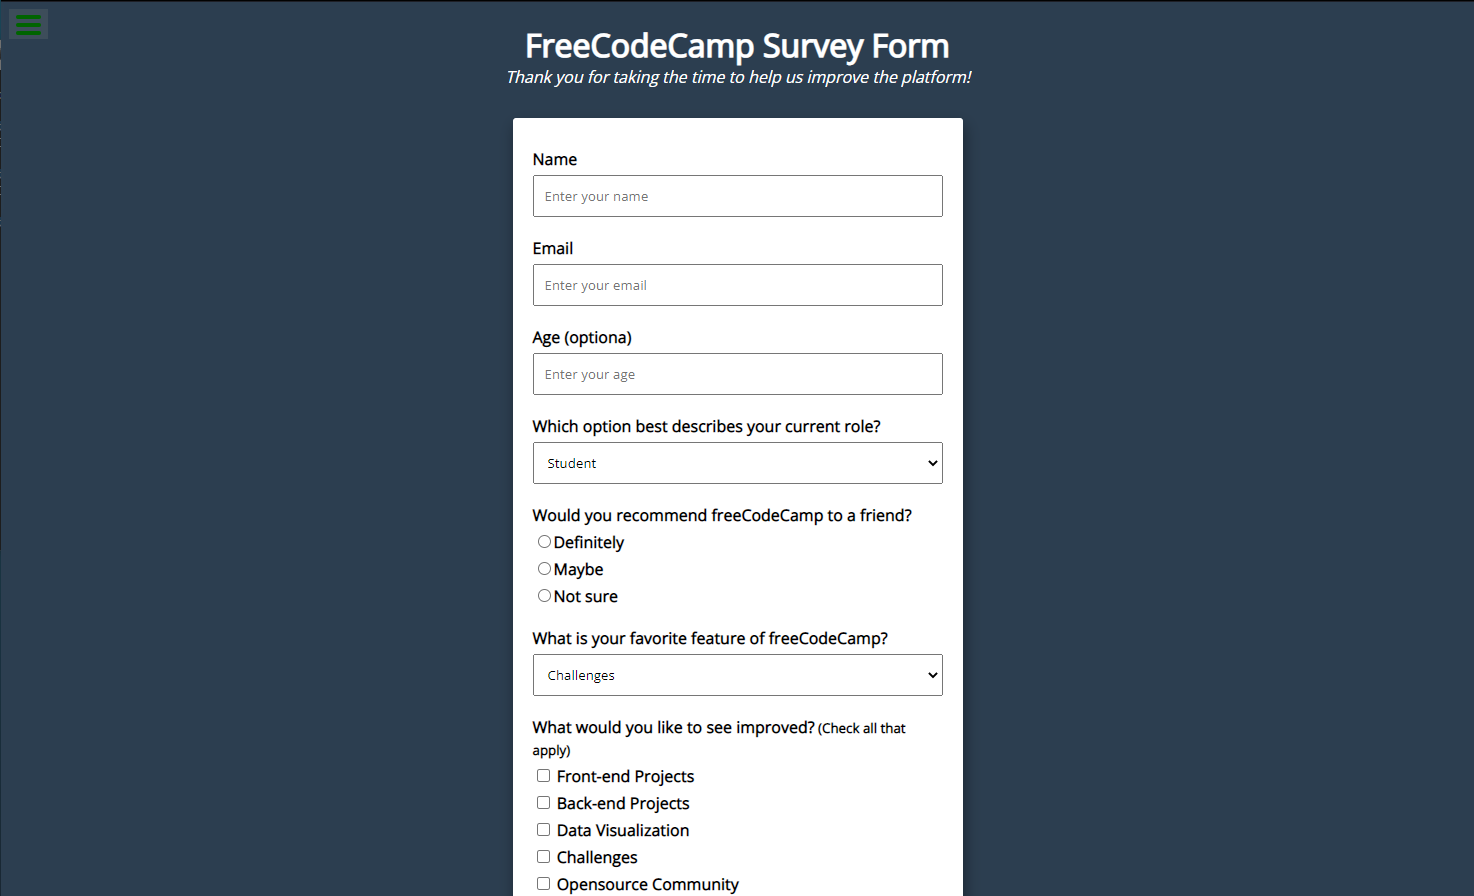 FreeCodeCamp Survey Form
Thank you for taking the time to help us improve the platform!
Name
Enter your name
Email
Enter your email
Age (optiona)
Enter your age
Which option best describes your current role?
Student
Would you recommend freeCodeCamp to a friend?
Definitely
Maybe
Not sure
What is your favorite feature of freeCodeCamp?
Challenges
What would you like to see improved? (Check all that
apply)
Front-end Projects
Back-end Projects
Data Visualization
Challenges
Opensource Community